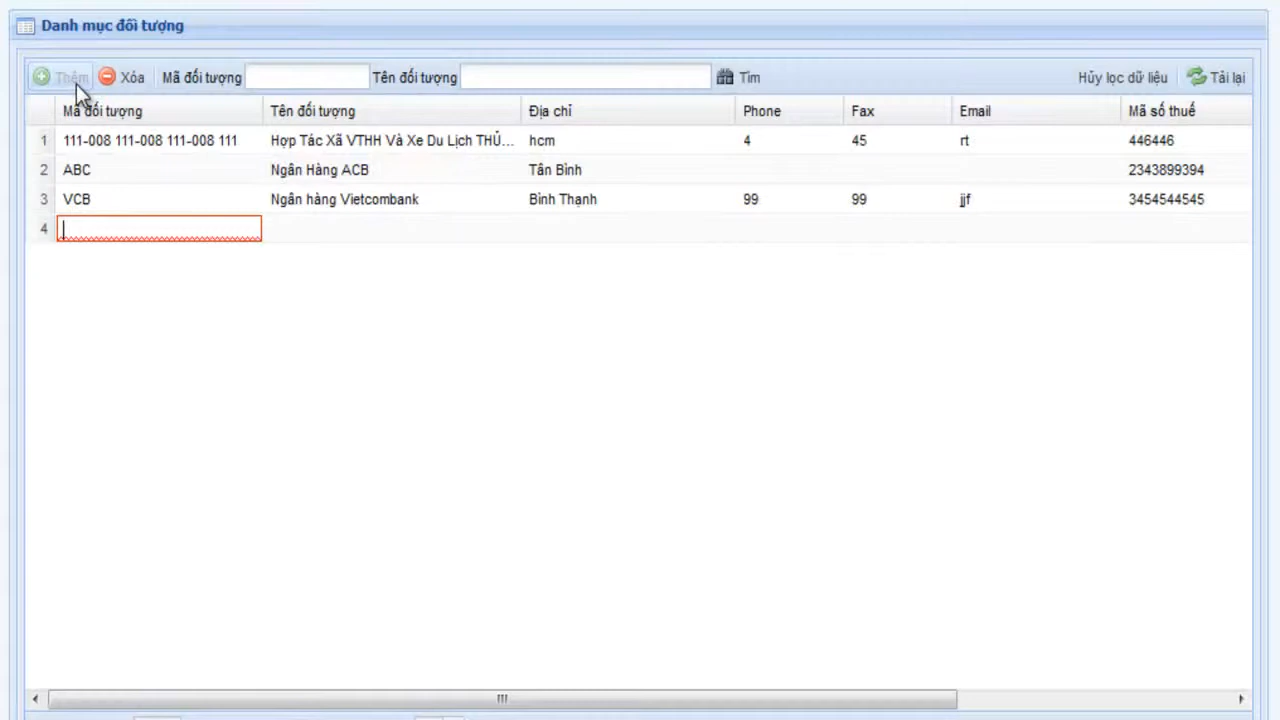 Danh mục đối tượng
Thêm Xóa Mã đối tượng Tên đối tượng Tìm Hủy lọc dữ liệu Tải lại
Mã đối tượng Tên đối tượng Địa chỉ Phone Fax Email Mã số thuế
1 111-008 111-008 111-008 111 Hợp Tác Xã VTHH Và Xe Du Lịch THỦ... hcm 4 45 rt 446446
2 ABC Ngân Hàng ACB Tân Bình 2343899394
3 VCB Ngân hàng Vietcombank Bình Thạnh 99 99 jjf 3454544545
4